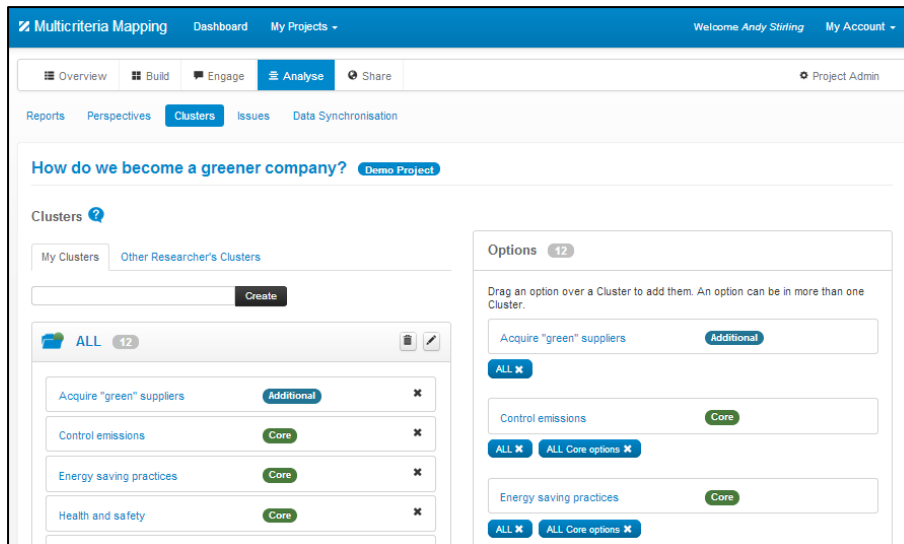 Multicriteria Mapping Dashboard My Projects Welcome Andy Stirling My Account
Overview Build Engage Analyse Share Project Admin
Reports Perspectives Clusters Issues Data Synchronisation
How do we become a greener company? Demo Project
Clusters ?
My Clusters Other Researcher's Clusters
Create
ALL 12
Acquire "green" suppliers Additional
Control emissions Core
Energy saving practices Core
Health and safety Core
Options 12
Drag an option over a Cluster to add them. An option can be in more than one
Cluster.
Acquire "green" suppliers Additional
ALL ✖
Control emissions Core
ALL ✖ ALL Core options ✖
Energy saving practices Core
ALL ✖ ALL Core options ✖